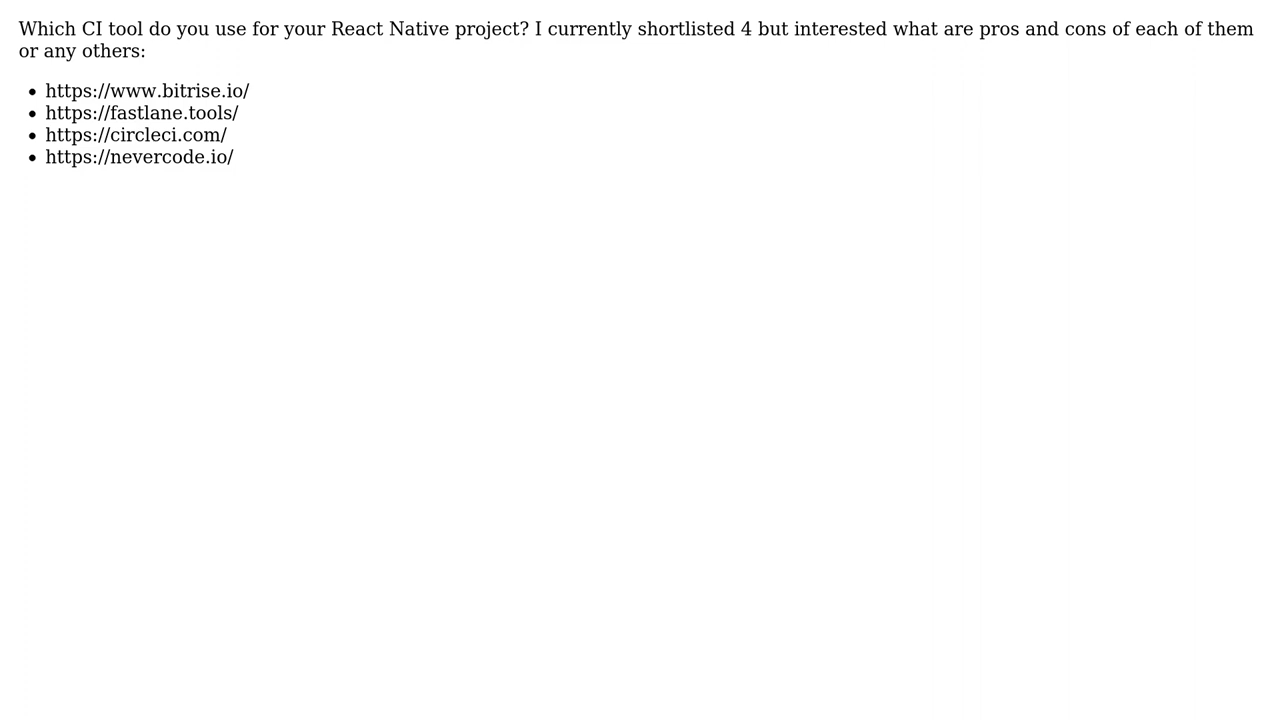 Which CI tool do you use for your React Native project? I currently shortlisted 4 but interested what are pros and cons of each of them
or any others:
• https://www.bitrise.io/
• https://fastlane.tools/
• https://circleci.com/
• https://nevercode.io/